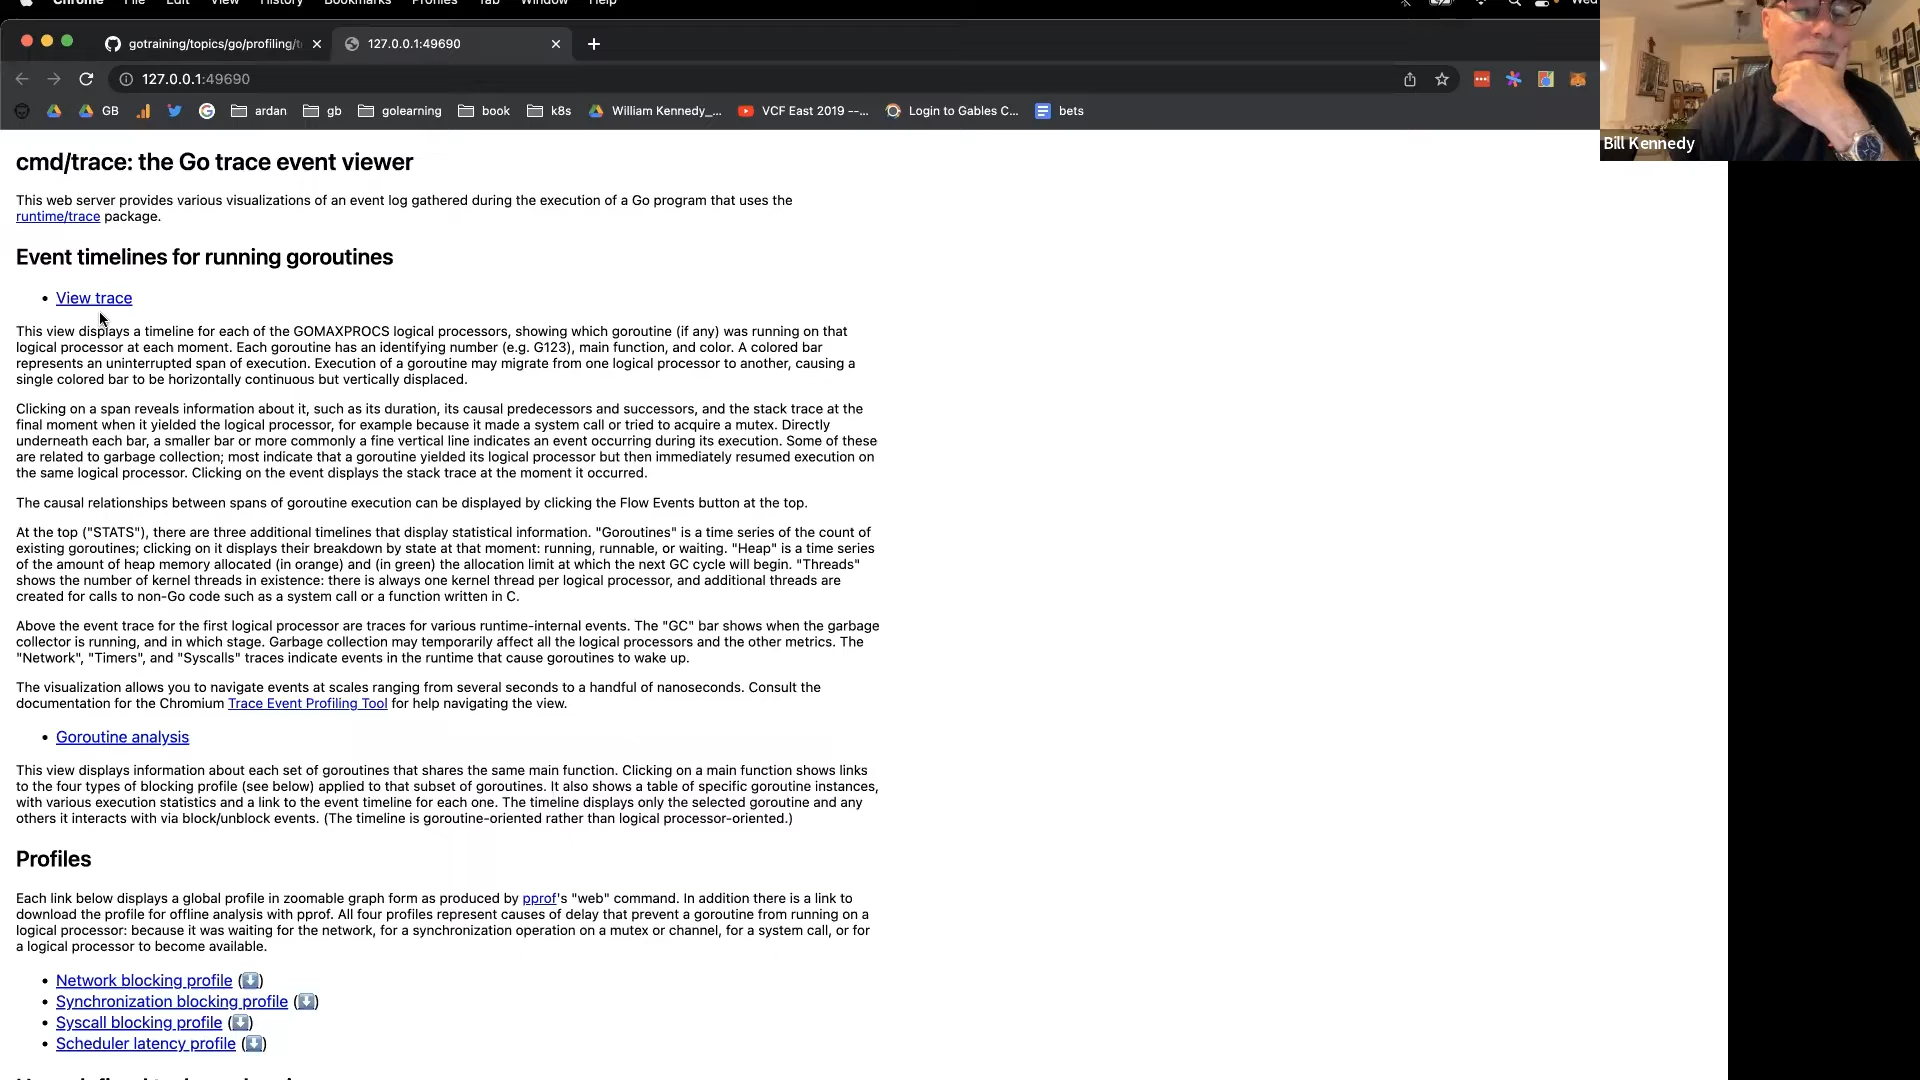 Chrome File Edit View History Bookmarks Profiles Tab Window Help Wed
gotraining/topics/go/profiling/t
127.0.0.1:49690
127.0.0.1:49690
GB ardan gb golearning book k8s William Kennedy_... VCF East 2019 --... Login to Gables C... bets
Bill Kennedy
cmd/trace: the Go trace event viewer
This web server provides various visualizations of an event log gathered during the execution of a Go program that uses the
runtime/trace package.
Event timelines for running goroutines
• View trace
This view displays a timeline for each of the GOMAXPROCS logical processors, showing which goroutine (if any) was running on that
logical processor at each moment. Each goroutine has an identifying number (e.g. G123), main function, and color. A colored bar
represents an uninterrupted span of execution. Execution of a goroutine may migrate from one logical processor to another, causing a
single colored bar to be horizontally continuous but vertically displaced.
Clicking on a span reveals information about it, such as its duration, its causal predecessors and successors, and the stack trace at the
final moment when it yielded the logical processor, for example because it made a system call or tried to acquire a mutex. Directly
underneath each bar, a smaller bar or more commonly a fine vertical line indicates an event occurring during its execution. Some of these
are related to garbage collection; most indicate that a goroutine yielded its logical processor but then immediately resumed execution on
the same logical processor. Clicking on the event displays the stack trace at the moment it occurred.
The causal relationships between spans of goroutine execution can be displayed by clicking the Flow Events button at the top.
At the top ("STATS"), there are three additional timelines that display statistical information. "Goroutines" is a time series of the count of
existing goroutines; clicking on it displays their breakdown by state at that moment: running, runnable, or waiting. "Heap" is a time series
of the amount of heap memory allocated (in orange) and (in green) the allocation limit at which the next GC cycle will begin. "Threads"
shows the number of kernel threads in existence: there is always one kernel thread per logical processor, and additional threads are
created for calls to non-Go code such as a system call or a function written in C.
Above the event trace for the first logical processor are traces for various runtime-internal events. The "GC" bar shows when the garbage
collector is running, and in which stage. Garbage collection may temporarily affect all the logical processors and the other metrics. The
"Network", "Timers", and "Syscalls" traces indicate events in the runtime that cause goroutines to wake up.
The visualization allows you to navigate events at scales ranging from several seconds to a handful of nanoseconds. Consult the
documentation for the Chromium Trace Event Profiling Tool for help navigating the view.
• Goroutine analysis
This view displays information about each set of goroutines that shares the same main function. Clicking on a main function shows links
to the four types of blocking profile (see below) applied to that subset of goroutines. It also shows a table of specific goroutine instances,
with various execution statistics and a link to the event timeline for each one. The timeline displays only the selected goroutine and any
others it interacts with via block/unblock events. (The timeline is goroutine-oriented rather than logical processor-oriented.)
Profiles
Each link below displays a global profile in zoomable graph form as produced by pprof's "web" command. In addition there is a link to
download the profile for offline analysis with pprof. All four profiles represent causes of delay that prevent a goroutine from running on a
logical processor: because it was waiting for the network, for a synchronization operation on a mutex or channel, for a system call, or for
a logical processor to become available.
• Network blocking profile (⬇)
• Synchronization blocking profile (⬇)
• Syscall blocking profile (⬇)
• Scheduler latency profile (⬇)